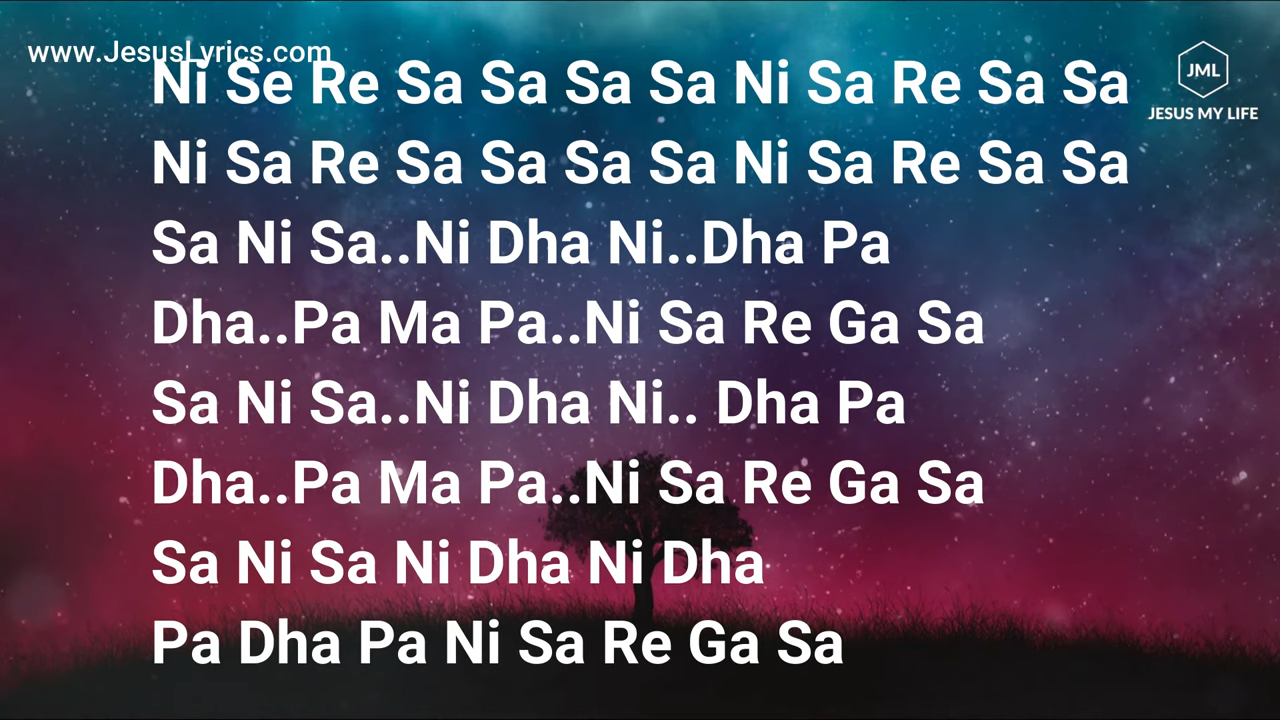 www.JesusLyrics.com
JML
JESUS MY LIFE
Ni Se Re Sa Sa Sa Sa Ni Sa Re Sa Sa
Ni Sa Re Sa Sa Sa Sa Ni Sa Re Sa Sa
Sa Ni Sa..Ni Dha Ni..Dha Pa
Dha..Pa Ma Pa..Ni Sa Re Ga Sa
Sa Ni Sa..Ni Dha Ni.. Dha Pa
Dha..Pa Ma Pa..Ni Sa Re Ga Sa
Sa Ni Sa Ni Dha Ni Dha
Pa Dha Pa Ni Sa Re Ga Sa